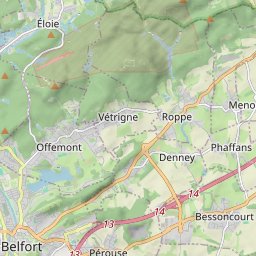 Éloie
Vétrigne
Roppe
Meno
Offemont
Phaffans
Denney
14
14
Bessoncourt
13
Belfort
13
Pérouse